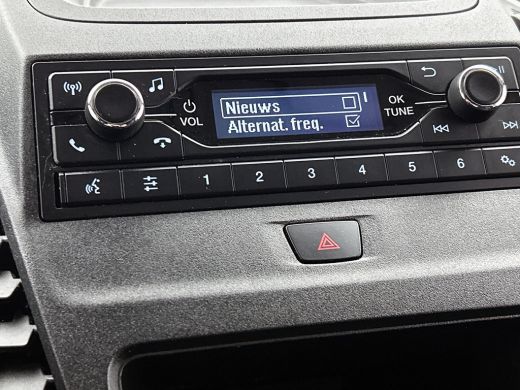 Nieuws
Alternat. freq.
VOL
OK
TUNE
1 2 3 4 5 6